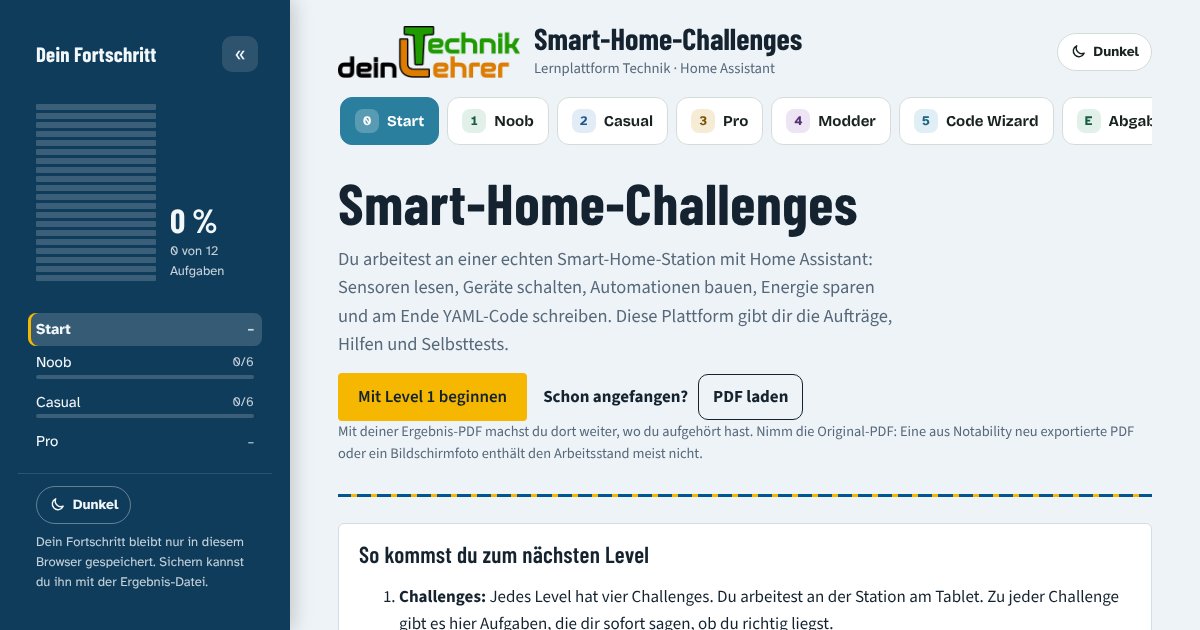 Dein Fortschritt
«
0 %
0 von 12
Aufgaben
Start –
Noob 0/6
Casual 0/6
Pro –
Dunkel
Dein Fortschritt bleibt nur in diesem
Browser gespeichert. Sichern kannst
du ihn mit der Ergebnis-Datei.
dein Technik Lehrer
Smart-Home-Challenges
Lernplattform Technik · Home Assistant
Dunkel
0 Start
1 Noob
2 Casual
3 Pro
4 Modder
5 Code Wizard
E Abgab
Smart-Home-Challenges
Du arbeitest an einer echten Smart-Home-Station mit Home Assistant:
Sensoren lesen, Geräte schalten, Automationen bauen, Energie sparen
und am Ende YAML-Code schreiben. Diese Plattform gibt dir die Aufträge,
Hilfen und Selbsttests.
Mit Level 1 beginnen
Schon angefangen?
PDF laden
Mit deiner Ergebnis-PDF machst du dort weiter, wo du aufgehört hast. Nimm die Original-PDF: Eine aus Notability neu exportierte PDF
oder ein Bildschirmfoto enthält den Arbeitsstand meist nicht.
So kommst du zum nächsten Level
1. Challenges: Jedes Level hat vier Challenges. Du arbeitest an der Station am Tablet. Zu jeder Challenge
gibt es hier Aufgaben, die dir sofort sagen, ob du richtig liegst.